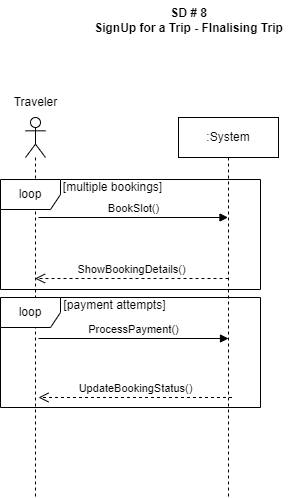 SD # 8
SignUp for a Trip - FInalising Trip
Traveler
:System
loop
[multiple bookings]
BookSlot()
ShowBookingDetails()
loop
[payment attempts]
ProcessPayment()
UpdateBookingStatus()